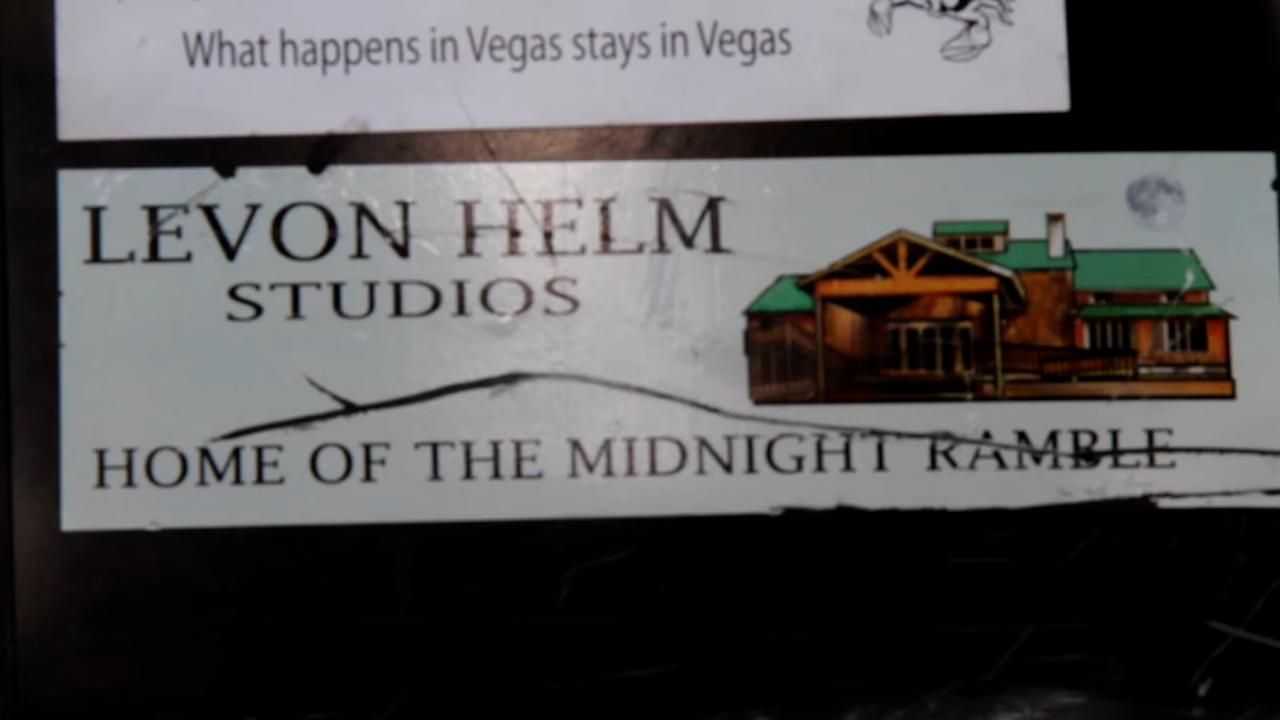 What happens in Vegas stays in Vegas
LEVON HELM
STUDIOS
HOME OF THE MIDNIGHT RAMBLE